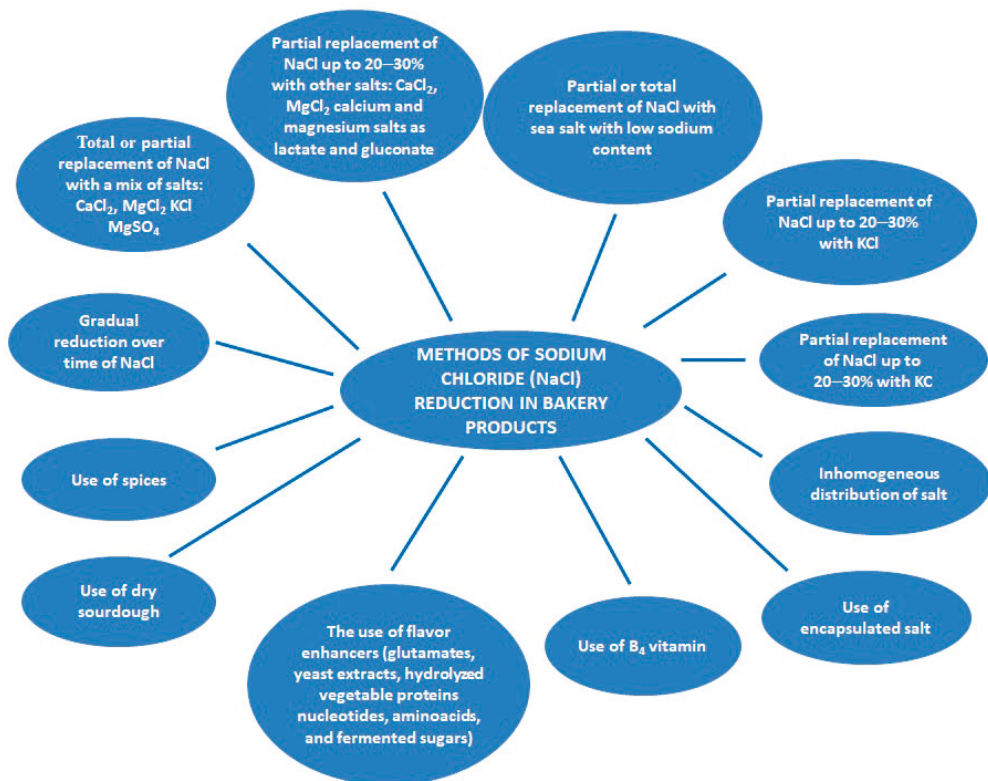 Partial replacement of
NaCl up to 20–30%
with other salts: CaCl₂,
MgCl₂ calcium and
magnesium salts as
lactate and gluconate
Partial or total
replacement of NaCl with
sea salt with low sodium
content
Total or partial
replacement of NaCl
with a mix of salts:
CaCl₂, MgCl₂ KCl
MgSO₄
Partial replacement of
NaCl up to 20–30%
with KCl
Gradual
reduction over
time of NaCl
METHODS OF SODIUM
CHLORIDE (NaCl)
REDUCTION IN BAKERY
PRODUCTS
Partial replacement
of NaCl up to
20–30% with KC
Use of spices
Inhomogeneous
distribution of salt
Use of dry
sourdough
The use of flavor
enhancers (glutamates,
yeast extracts, hydrolyzed
vegetable proteins
nucleotides, aminoacids,
and fermented sugars)
Use of B₄ vitamin
Use of
encapsulated salt